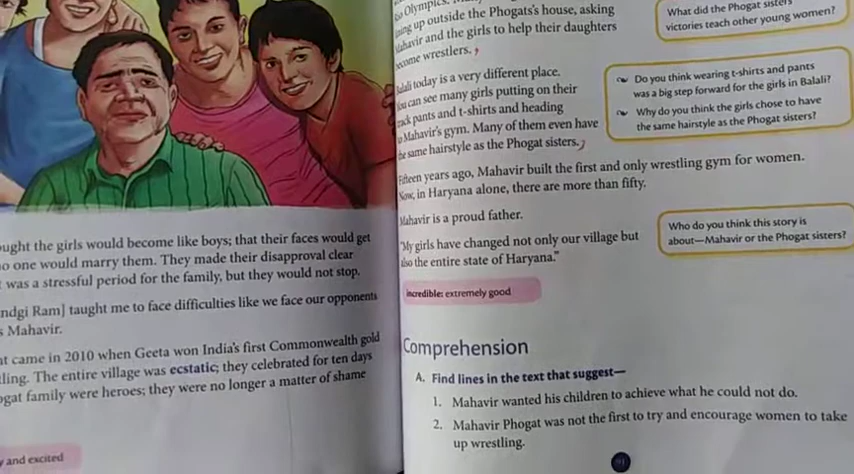 ought the girls would become like boys; that their faces would get
o one would marry them. They made their disapproval clear
was a stressful period for the family, but they would not stop.
ndgi Ram] taught me to face difficulties like we face our opponents
s Mahavir.
at came in 2010 when Geeta won India's first Commonwealth gold
tling. The entire village was ecstatic; they celebrated for ten days
ogat family were heroes; they were no longer a matter of shame
y and excited
Olympics.
up outside the Phogat's house, asking
Mahavir and the girls to help their daughters
become wrestlers.
Balali today is a very different place.
You can see many girls putting on their
track pants and t-shirts and heading
to Mahavir's gym. Many of them even have
the same hairstyle as the Phogat sisters.
Fifteen years ago, Mahavir built the first and only wrestling gym for women.
Now, in Haryana alone, there are more than fifty.
Mahavir is a proud father.
"My girls have changed not only our village but
also the entire state of Haryana."
What did the Phogat sisters
victories teach other young women?
Do you think wearing t-shirts and pants
was a big step forward for the girls in Balali?
Why do you think the girls chose to have
the same hairstyle as the Phogat sisters?
Who do you think this story is
about—Mahavir or the Phogat sisters?
incredible: extremely good
Comprehension
A. Find lines in the text that suggest—
1. Mahavir wanted his children to achieve what he could not do.
2. Mahavir Phogat was not the first to try and encourage women to take
up wrestling.
91